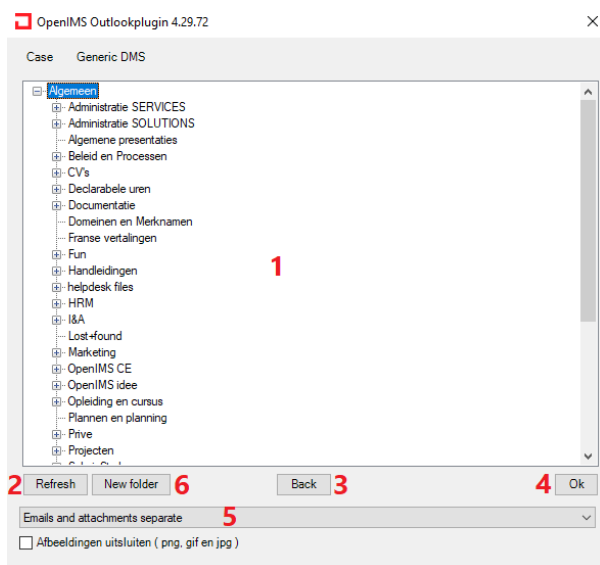 OpenIMS Outlookplugin 4.29.72
Case Generic DMS
Algemeen
Administratie SERVICES
Administratie SOLUTIONS
Algemene presentaties
Beleid en Processen
CV's
Declarabele uren
Documentatie
Domeinen en Merknamen
Franse vertalingen
Fun
1
Handleidingen
helpdesk files
HRM
I&A
Lost+found
Marketing
OpenIMS CE
OpenIMS idee
Opleiding en cursus
Plannen en planning
Prive
Projecten
2 Refresh New folder 6 Back 3 4 Ok
Emails and attachments separate 5
Afbeeldingen uitsluiten ( png, gif en jpg )